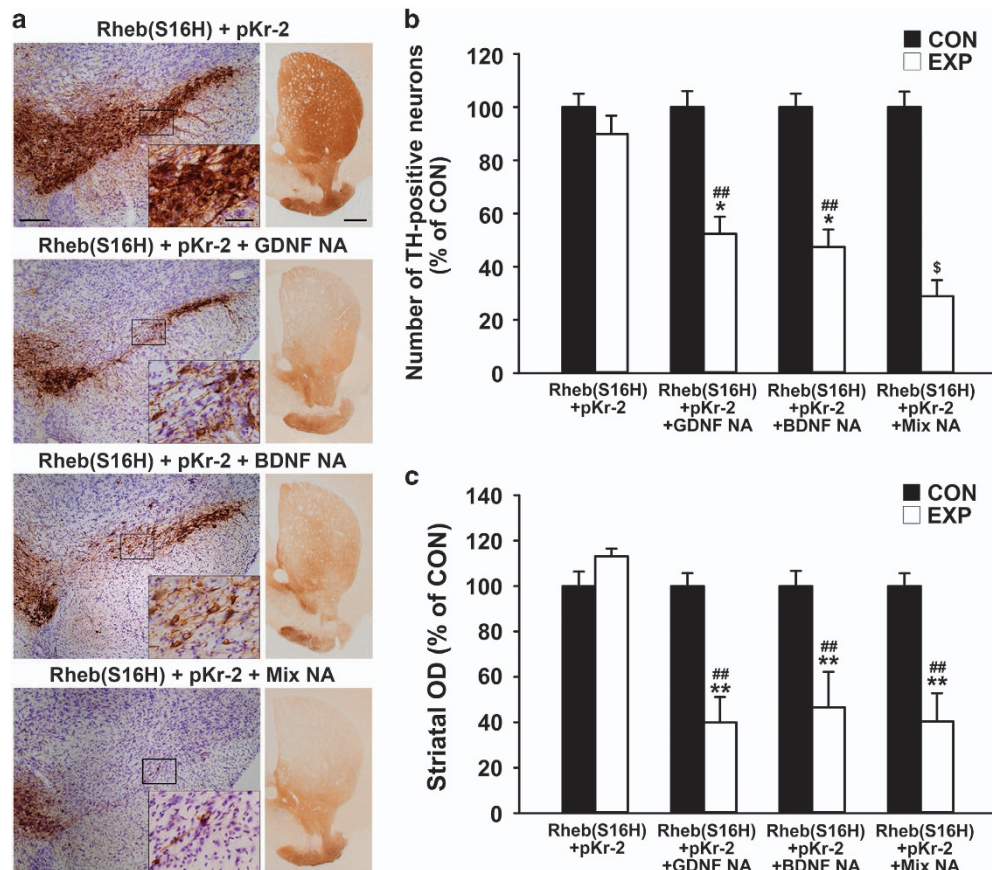 a
Rheb(S16H) + pKr-2
Rheb(S16H) + pKr-2 + GDNF NA
Rheb(S16H) + pKr-2 + BDNF NA
Rheb(S16H) + pKr-2 + Mix NA
b
Number of TH-positive neurons
(% of CON)
120
100
80
60
40
20
0
CON
EXP
##
*
##
*
$
Rheb(S16H)
+pKr-2
Rheb(S16H)
+pKr-2
+GDNF NA
Rheb(S16H)
+pKr-2
+BDNF NA
Rheb(S16H)
+pKr-2
+Mix NA
c
Striatal OD (% of CON)
140
120
100
80
60
40
20
0
CON
EXP
##
**
##
**
##
**
Rheb(S16H)
+pKr-2
Rheb(S16H)
+pKr-2
+GDNF NA
Rheb(S16H)
+pKr-2
+BDNF NA
Rheb(S16H)
+pKr-2
+Mix NA